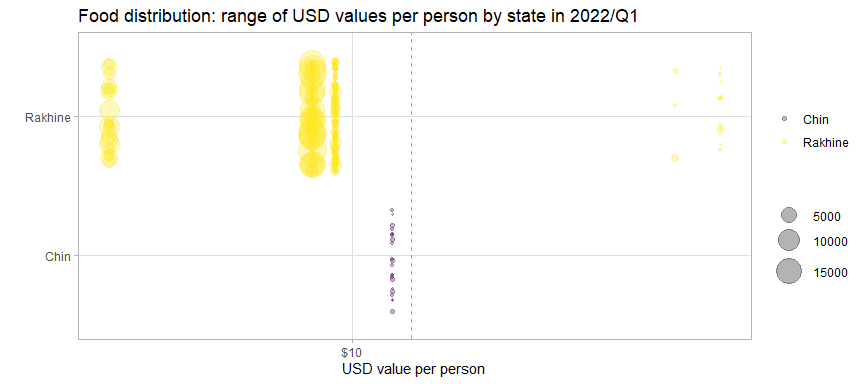 Food distribution: range of USD values per person by state in 2022/Q1
Rakhine
Chin
$10
USD value per person
Chin
Rakhine
5000
10000
15000